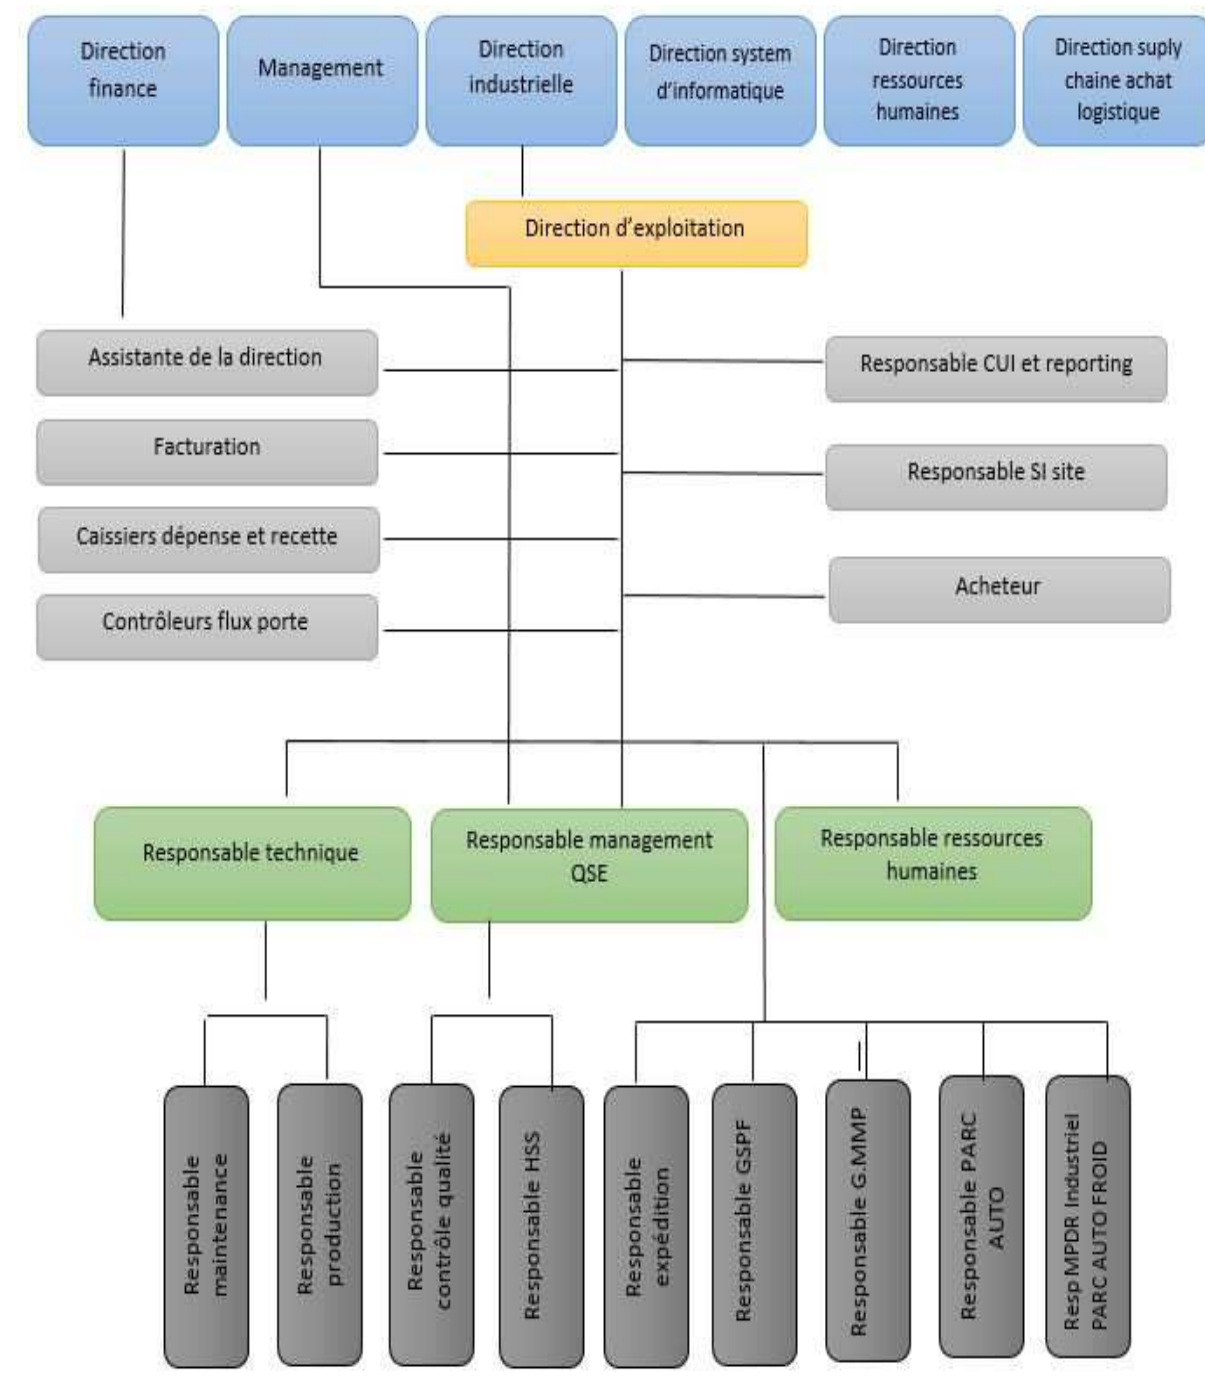 Direction
finance
Management
Direction
industrielle
Direction system
d'informatique
Direction
ressources
humaines
Direction suply
chaine achat
logistique
Direction d'exploitation
Assistante de la direction
Responsable CUI et reporting
Facturation
Responsable SI site
Caissiers dépense et recette
Acheteur
Contrôleurs flux porte
Responsable technique
Responsable management
QSE
Responsable ressources
humaines
Responsable
maintenance
Responsable
production
Responsable
contrôle qualité
Responsable HSS
Responsable
expédition
Responsable GSPF
Responsable G.MMP
Responsable PARC
AUTO
Resp MPDR Industriel
PARC AUTO FROID